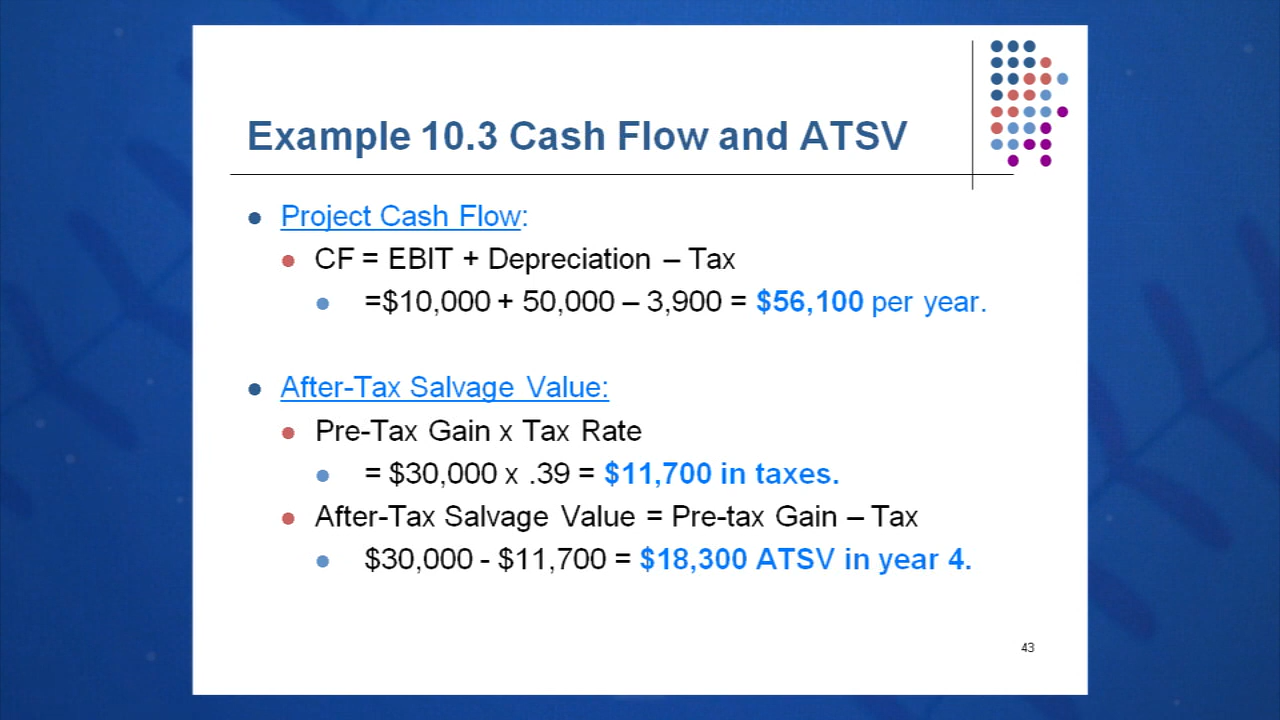 Example 10.3 Cash Flow and ATSV
Project Cash Flow:
CF = EBIT + Depreciation – Tax
=$10,000 + 50,000 – 3,900 = $56,100 per year.
After-Tax Salvage Value:
Pre-Tax Gain x Tax Rate
= $30,000 x .39 = $11,700 in taxes.
After-Tax Salvage Value = Pre-tax Gain – Tax
$30,000 - $11,700 = $18,300 ATSV in year 4.
43